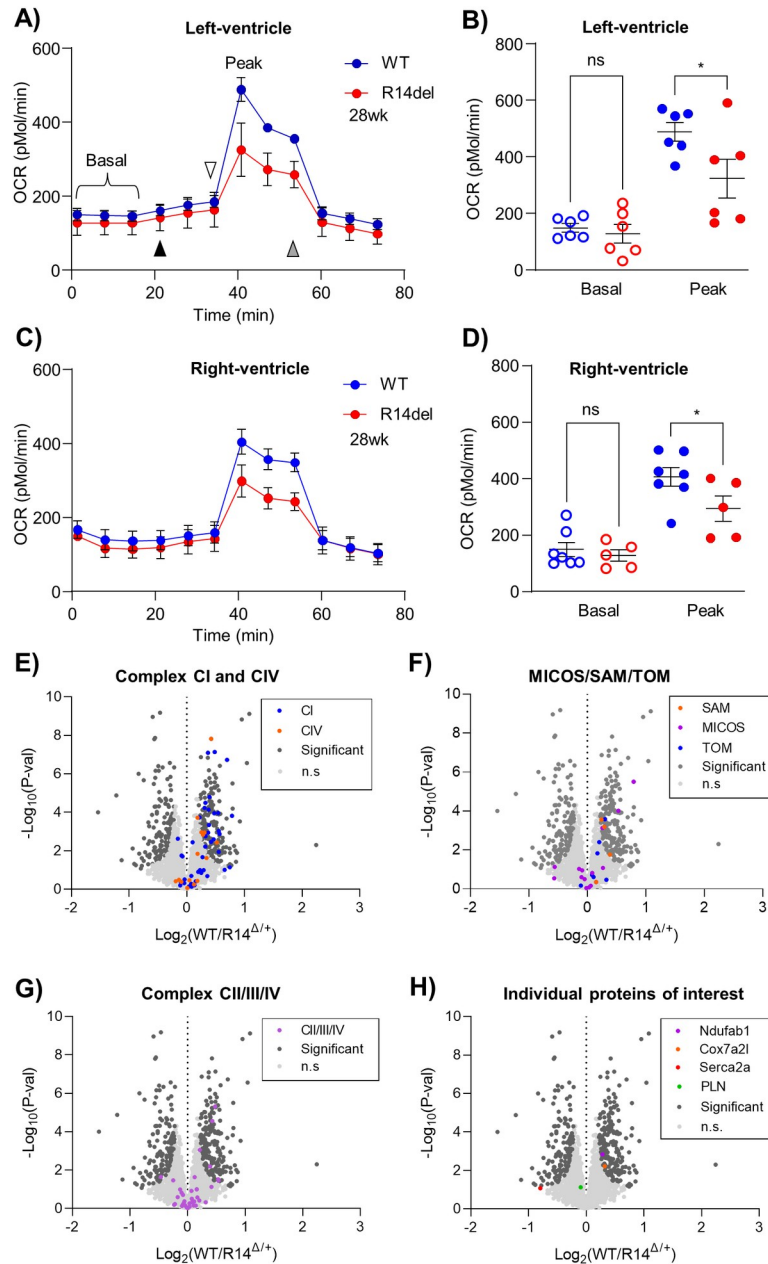 A)
Left-ventricle
600
400
200
0
OCR (pMol/min)
Basal
Peak
WT
R14del
28wk
0 20 40 60 80
Time (min)
B)
Left-ventricle
800
600
400
200
0
OCR (pMol/min)
ns
*
Basal Peak
C)
Right-ventricle
600
400
200
0
OCR (pMol/min)
WT
R14del
28wk
0 20 40 60 80
Time (min)
D)
Right-ventricle
800
600
400
200
0
OCR (pMol/min)
ns
*
Basal Peak
E)
Complex CI and CIV
10
8
6
4
2
0
-Log10(P-val)
CI
CIV
Significant
n.s
-2 -1 0 1 2 3
Log2(WT/R14Δ/+)
F)
MICOS/SAM/TOM
10
8
6
4
2
0
-Log10(P-val)
SAM
MICOS
TOM
Significant
n.s
-2 -1 0 1 2 3
Log2(WT/R14Δ/+)
G)
Complex CII/III/IV
10
8
6
4
2
0
-Log10(P-val)
CII/III/IV
Significant
n.s
-2 -1 0 1 2 3
Log2(WT/R14Δ/+)
H)
Individual proteins of interest
10
8
6
4
2
0
-Log10(P-val)
Ndufab1
Cox7a2l
Serca2a
PLN
Significant
n.s.
-2 -1 0 1 2 3
Log2(WT/R14Δ/+)